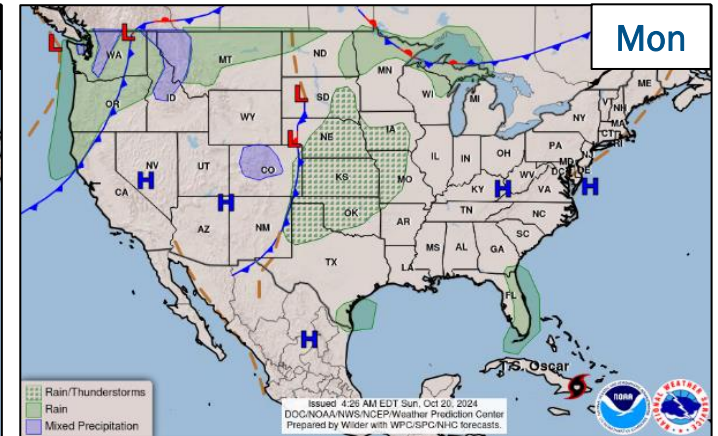 Mon
L
L
WA
MT
ND
MN
ME
OR
ID
L
SD
WI
MI
VT
NH
NY
MA
CT
RI
WY
L
NE
IA
PA
NJ
NV
UT
CO
IL
IN
OH
MD
DE
DC
WV
H
H
KS
MO
KY
H
VA
H
CA
AZ
NM
OK
AR
TN
NC
SC
TX
LA
MS
AL
GA
FL
H
T.S. Oscar
Rain/Thunderstorms
Rain
Mixed Precipitation
Issued 4:26 AM EDT Sun, Oct 20, 2024
DOC/NOAA/NWS/NCEP/Weather Prediction Center
Prepared by Wilder with WPC/SPC/NHC forecasts.
NOAA